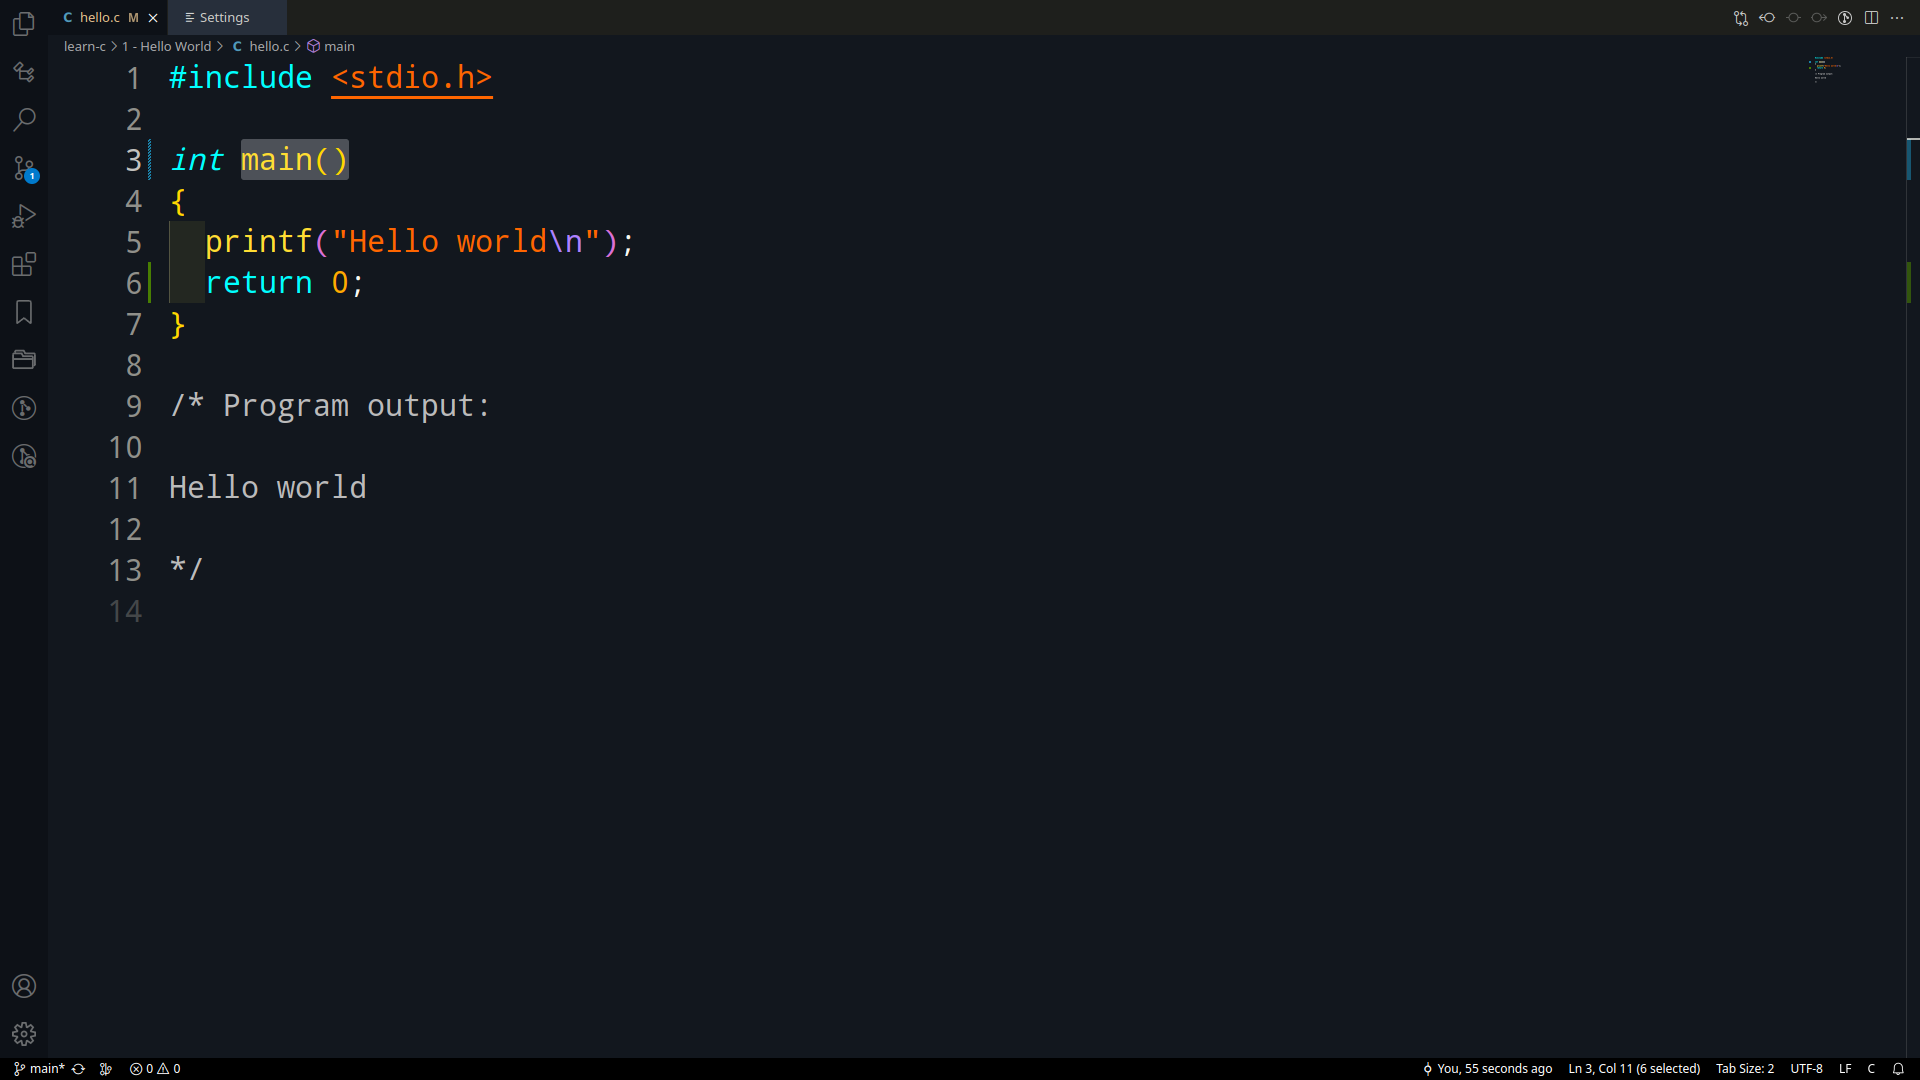 hello.c M
Settings
learn-c > 1 - Hello World > C hello.c > main
1 #include <stdio.h>
2
3 int main()
4 {
5   printf("Hello world\n");
6   return 0;
7 }
8
9 /* Program output:
10
11 Hello world
12
13 */
14
1
main* 0 0 You, 55 seconds ago Ln 3, Col 11 (6 selected) Tab Size: 2 UTF-8 LF C